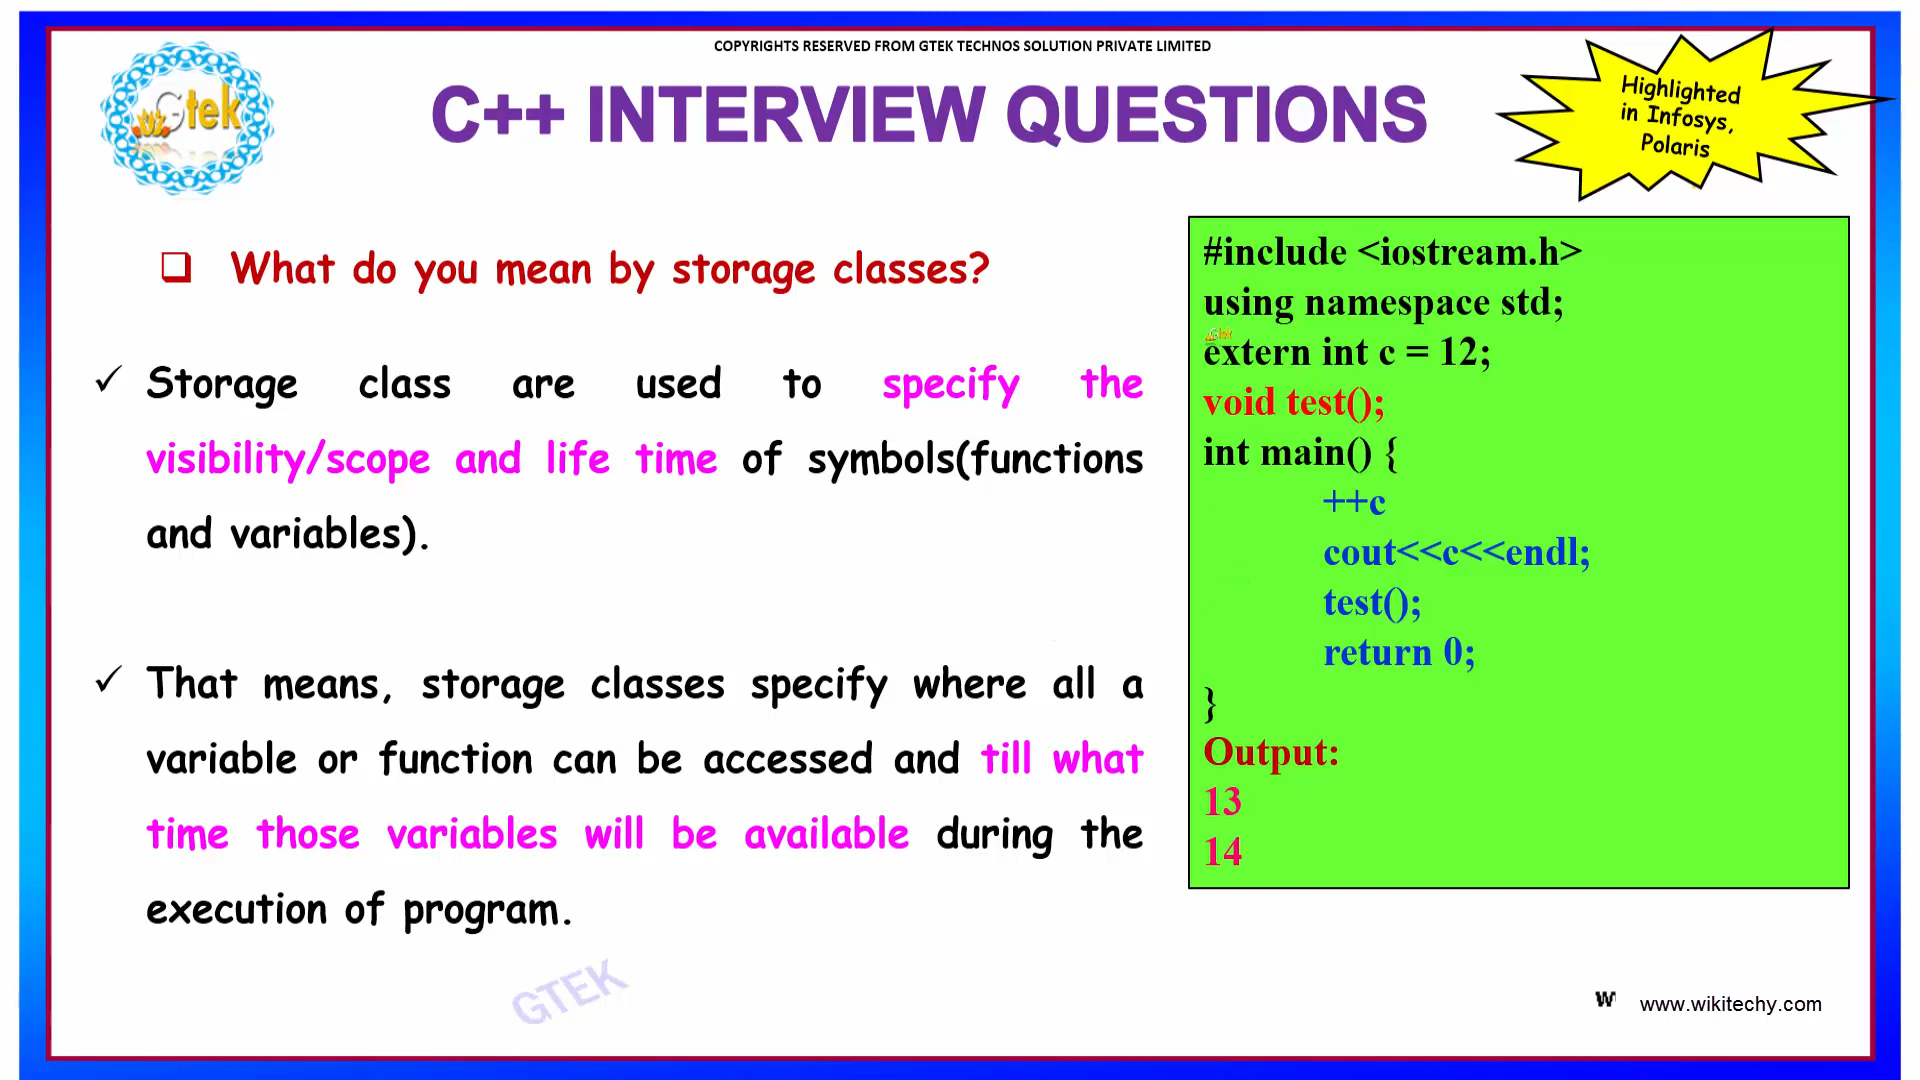 COPYRIGHTS RESERVED FROM GTEK TECHNOS SOLUTION PRIVATE LIMITED
Gtek
C++ INTERVIEW QUESTIONS
Highlighted
in Infosys,
Polaris
What do you mean by storage classes?
Storage class are used to specify the
visibility/scope and life time of symbols(functions
and variables).
That means, storage classes specify where all a
variable or function can be accessed and till what
time those variables will be available during the
execution of program.
#include <iostream.h>
using namespace std;
Gtek
extern int c = 12;
void test();
int main() {
++c
cout<<c<<endl;
test();
return 0;
}
Output:
13
14
GTEK
W www.wikitechy.com